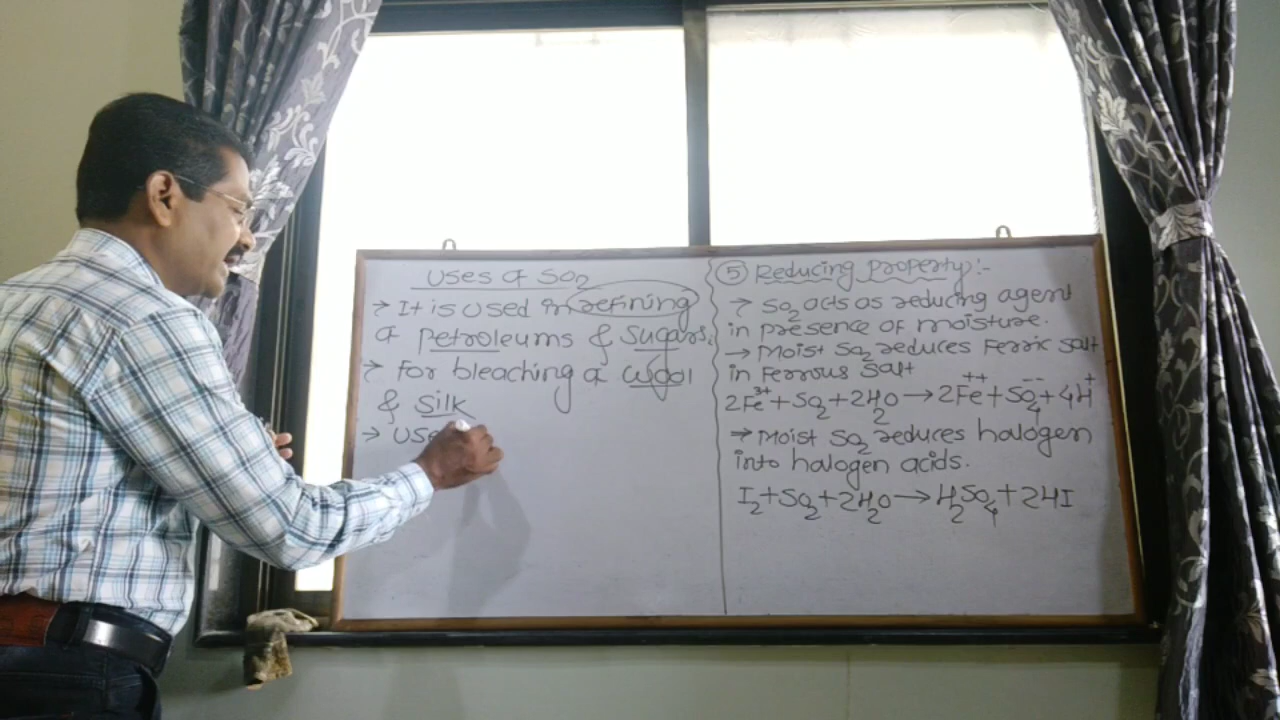 Uses of SO₂
→ It is used in refining
of Petroleums & Sugars.
→ For bleaching of wool
& Silk
→ Use
⑤ Reducing property:-
→ SO₂ acts as reducing agent
in presence of moisture.
→ Moist SO₂ reduces Ferric salt
in Ferrous salt
2Fe³⁺ + SO₂ + 2H₂O → 2Fe⁺⁺ + SO₄⁻⁻ + 4H⁺
→ Moist SO₂ reduces halogen
into halogen acids.
I₂ + SO₂ + 2H₂O → H₂SO₄ + 2HI